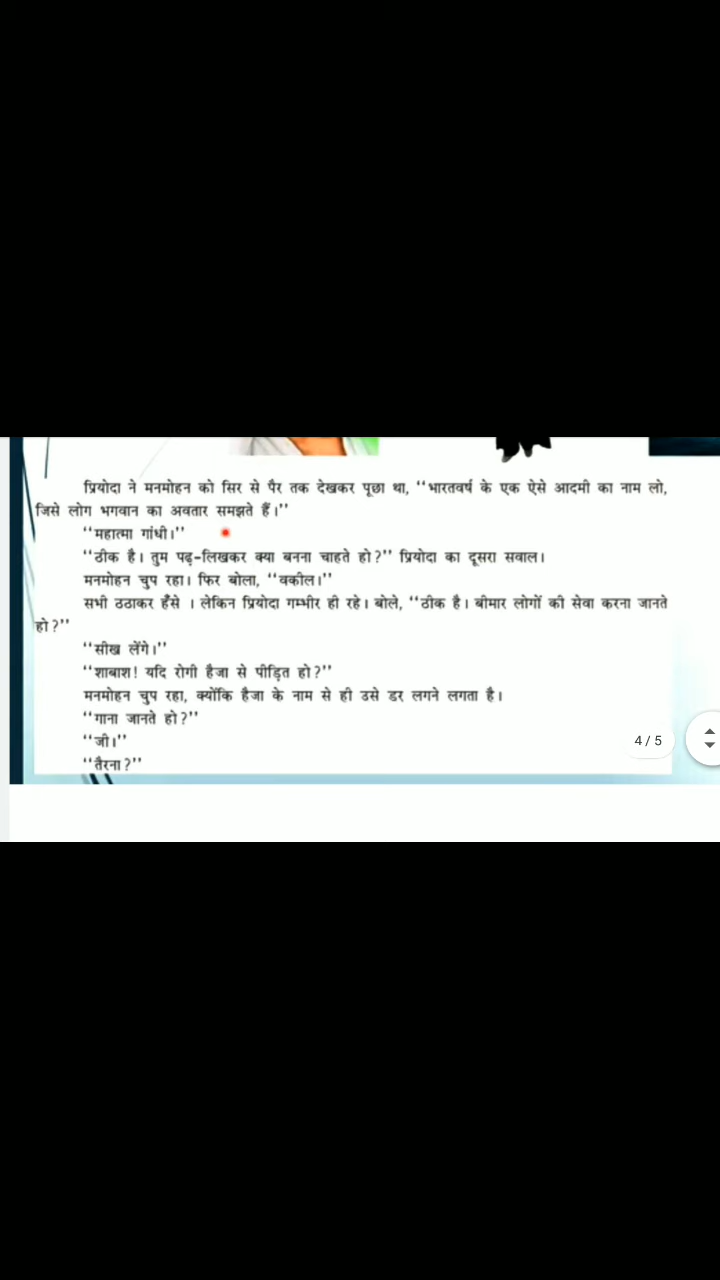 प्रियोदा ने मनमोहन को सिर से पैर तक देखकर पूछा था, ‘‘भारतवर्ष के एक ऐसे आदमी का नाम लो,
जिसे लोग भगवान का अवतार समझते हैं।’’
‘‘महात्मा गांधी।’’
‘‘ठीक है। तुम पढ़-लिखकर क्या बनना चाहते हो?’’ प्रियोदा का दूसरा सवाल।
मनमोहन चुप रहा। फिर बोला, ‘‘वकील।’’
सभी ठठाकर हँसे । लेकिन प्रियोदा गम्भीर ही रहे। बोले, ‘‘ठीक है। बीमार लोगों की सेवा करना जानते
हो?’’
‘‘सीख लेंगे।’’
‘‘शाबाश! यदि रोगी हैजा से पीड़ित हो?’’
मनमोहन चुप रहा, क्योंकि हैजा के नाम से ही उसे डर लगने लगता है।
‘‘गाना जानते हो?’’
‘‘जी।’’
4 / 5
‘‘तैरना?’’